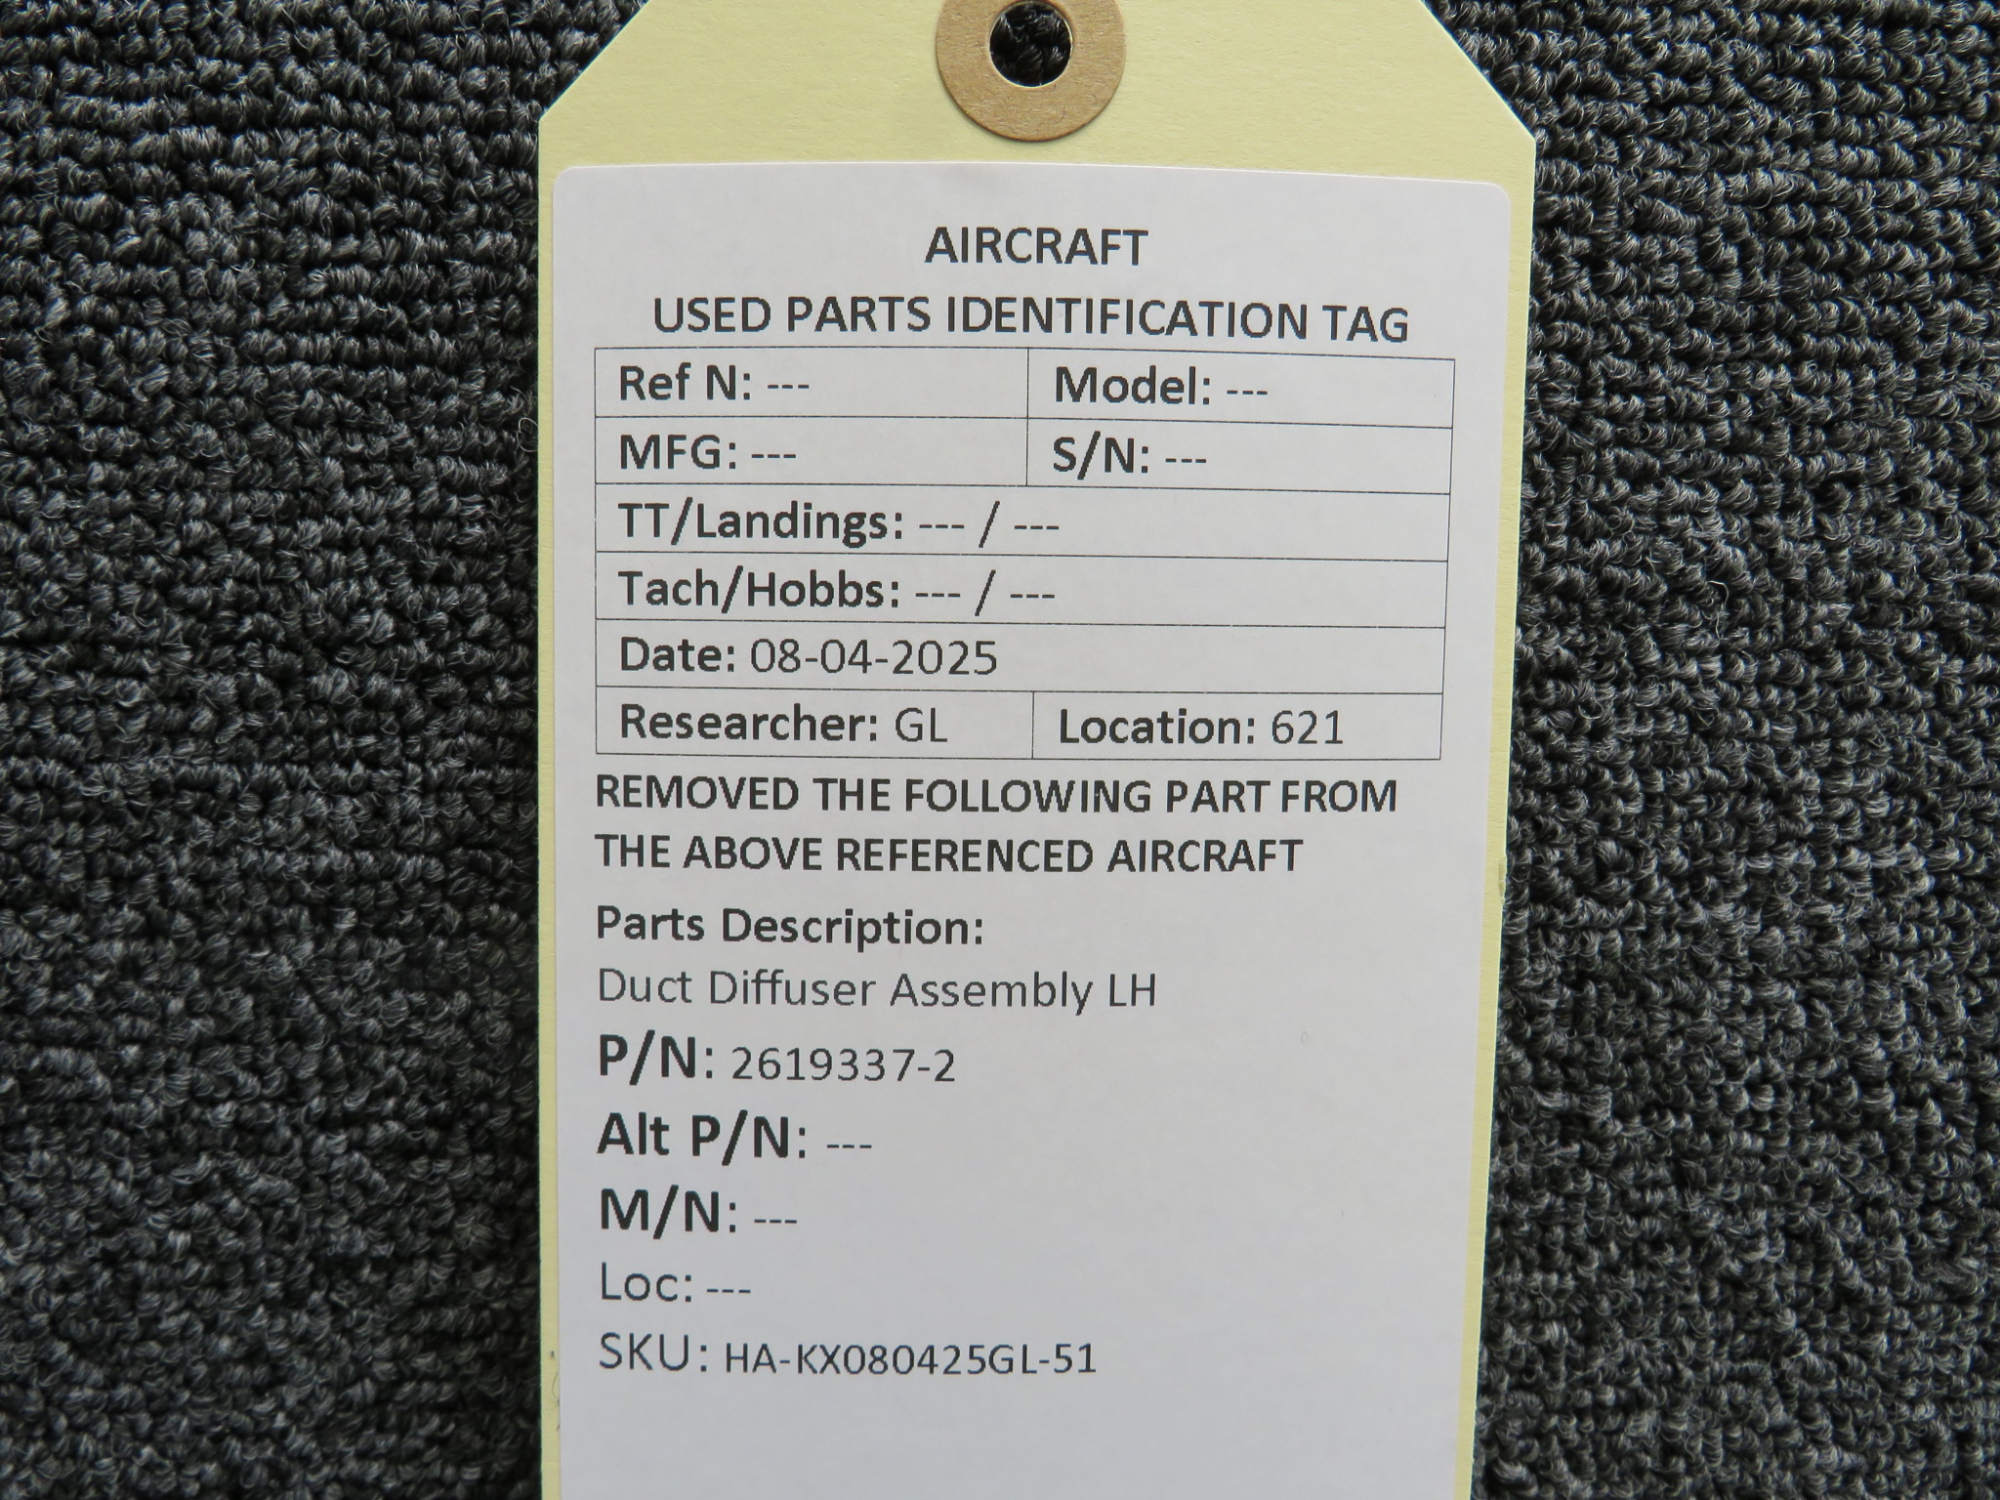 AIRCRAFT
USED PARTS IDENTIFICATION TAG
Ref N: --- Model: ---
MFG: --- S/N: ---
TT/Landings: --- / ---
Tach/Hobbs: --- / ---
Date: 08-04-2025
Researcher: GL Location: 621
REMOVED THE FOLLOWING PART FROM
THE ABOVE REFERENCED AIRCRAFT
Parts Description:
Duct Diffuser Assembly LH
P/N: 2619337-2
Alt P/N: ---
M/N: ---
Loc: ---
SKU: HA-KX080425GL-51